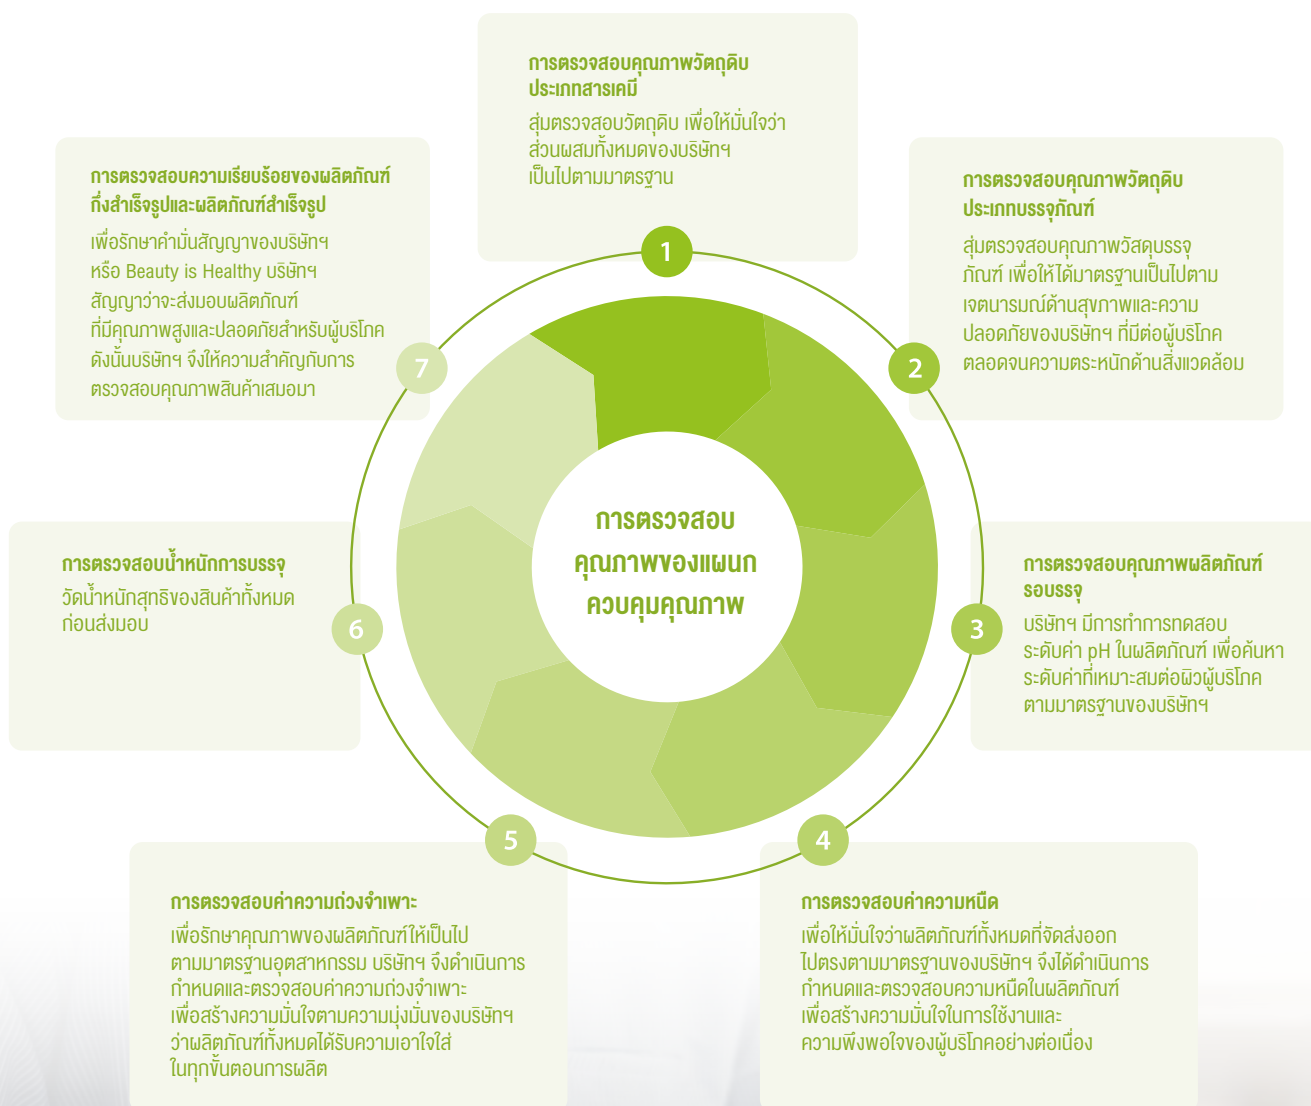 การตรวจสอบ
คุณภาพของแผนก
ควบคุมคุณภาพ
1
การตรวจสอบคุณภาพวัตถุดิบ
ประเภทสารเคมี
สุ่มตรวจสอบวัตถุดิบ เพื่อให้มั่นใจว่า
ส่วนผสมทั้งหมดของบริษัทฯ
เป็นไปตามมาตรฐาน
2
การตรวจสอบคุณภาพวัตถุดิบ
ประเภทบรรจุภัณฑ์
สุ่มตรวจสอบคุณภาพวัสดุบรรจุ
ภัณฑ์ เพื่อให้ได้มาตรฐานเป็นไปตาม
เจตนารมณ์ด้านสุขภาพและความ
ปลอดภัยของบริษัทฯ ที่มีต่อผู้บริโภค
ตลอดจนความตระหนักด้านสิ่งแวดล้อม
3
การตรวจสอบคุณภาพผลิตภัณฑ์
รอบรรจุ
บริษัทฯ มีการทำการทดสอบ
ระดับค่า pH ในผลิตภัณฑ์ เพื่อค้นหา
ระดับค่าที่เหมาะสมต่อผิวผู้บริโภค
ตามมาตรฐานของบริษัทฯ
4
การตรวจสอบค่าความหนืด
เพื่อให้มั่นใจว่าผลิตภัณฑ์ทั้งหมดที่จัดส่งออก
ไปตรงตามมาตรฐานของบริษัทฯ จึงได้ดำเนินการ
กำหนดและตรวจสอบความหนืดในผลิตภัณฑ์
เพื่อสร้างความมั่นใจในการใช้งานและ
ความพึงพอใจของผู้บริโภคอย่างต่อเนื่อง
5
การตรวจสอบค่าความถ่วงจำเพาะ
เพื่อรักษาคุณภาพของผลิตภัณฑ์ให้เป็นไป
ตามมาตรฐานอุตสาหกรรม บริษัทฯ จึงดำเนินการ
กำหนดและตรวจสอบค่าความถ่วงจำเพาะ
เพื่อสร้างความมั่นใจตามความมุ่งมั่นของบริษัทฯ
ว่าผลิตภัณฑ์ทั้งหมดได้รับความเอาใจใส่
ในทุกขั้นตอนการผลิต
6
การตรวจสอบน้ำหนักการบรรจุ
วัดน้ำหนักสุทธิของสินค้าทั้งหมด
ก่อนส่งมอบ
7
การตรวจสอบความเรียบร้อยของผลิตภัณฑ์
กึ่งสำเร็จรูปและผลิตภัณฑ์สำเร็จรูป
เพื่อรักษาคำมั่นสัญญาของบริษัทฯ
หรือ Beauty is Healthy บริษัทฯ
สัญญาว่าจะส่งมอบผลิตภัณฑ์
ที่มีคุณภาพสูงและปลอดภัยสำหรับผู้บริโภค
ดังนั้นบริษัทฯ จึงให้ความสำคัญกับการ
ตรวจสอบคุณภาพสินค้าเสมอมา